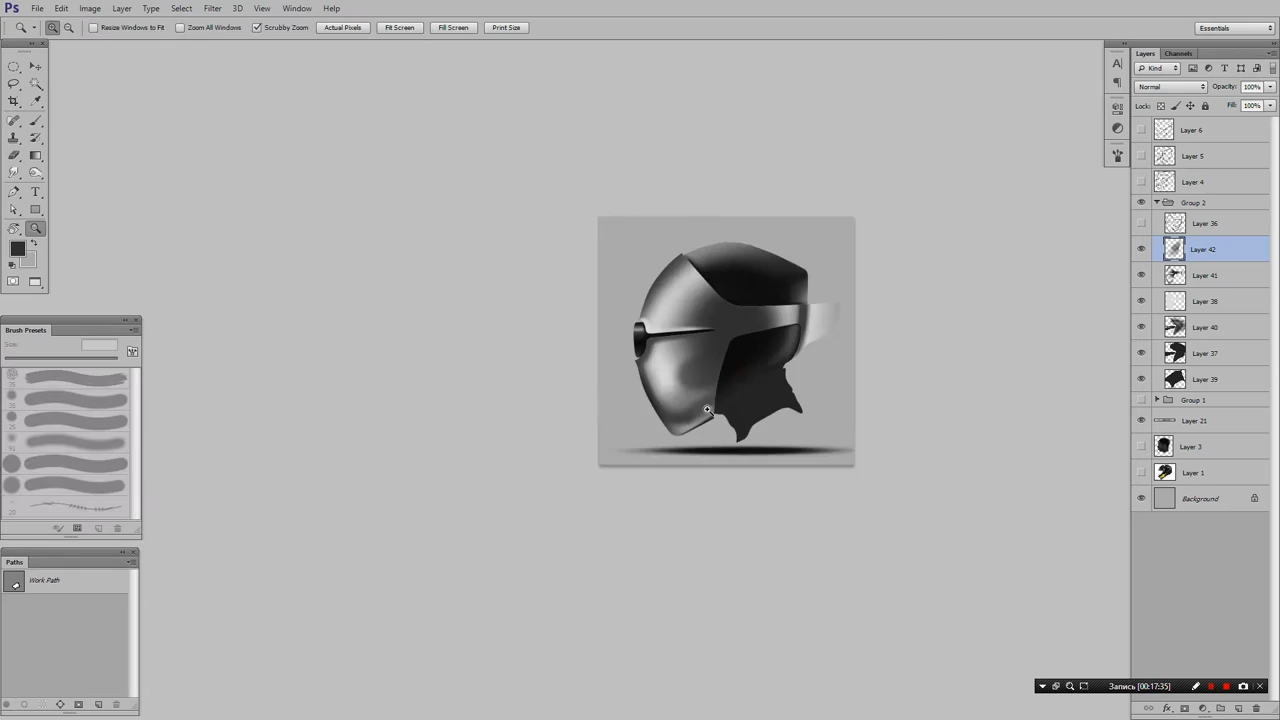 Ps File Edit Image Layer Type Select Filter 3D View Window Help
Resize Windows to Fit All Windows Scrubby Zoom Actual Pixels Fit Screen Fill Screen Print Size Essentials
Layers Channels
Kind
Normal Opacity: 100%
Lock: Fill: 100%
Layer 6
Layer 5
Layer 4
Group 2
Layer 36
Layer 42
Layer 41
Layer 38
Layer 40
Layer 37
Layer 39
Group 1
Layer 21
Layer 3
Layer 1
Background
Brush Presets
Size:
35
91
20
Paths
Work Path
Запись [00:17:35]